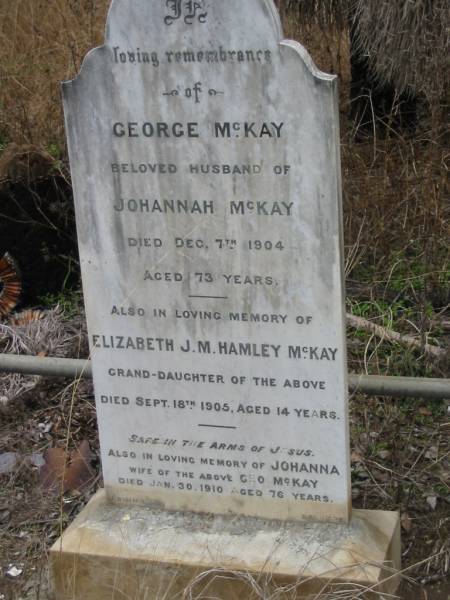 In
loving remembrance
of
GEORGE McKAY
BELOVED HUSBAND OF
JOHANNAH McKAY
DIED DEC. 7TH 1904
AGED 73 YEARS.
ALSO IN LOVING MEMORY OF
ELIZABETH J.M. HAMLEY McKAY
GRAND-DAUGHTER OF THE ABOVE
DIED SEPT. 18TH 1905, AGED 14 YEARS.
SAFE IN THE ARMS OF JESUS.
ALSO IN LOVING MEMORY OF JOHANNA
WIFE OF THE ABOVE GEO McKAY
DIED JAN. 30, 1910 AGED 76 YEARS.